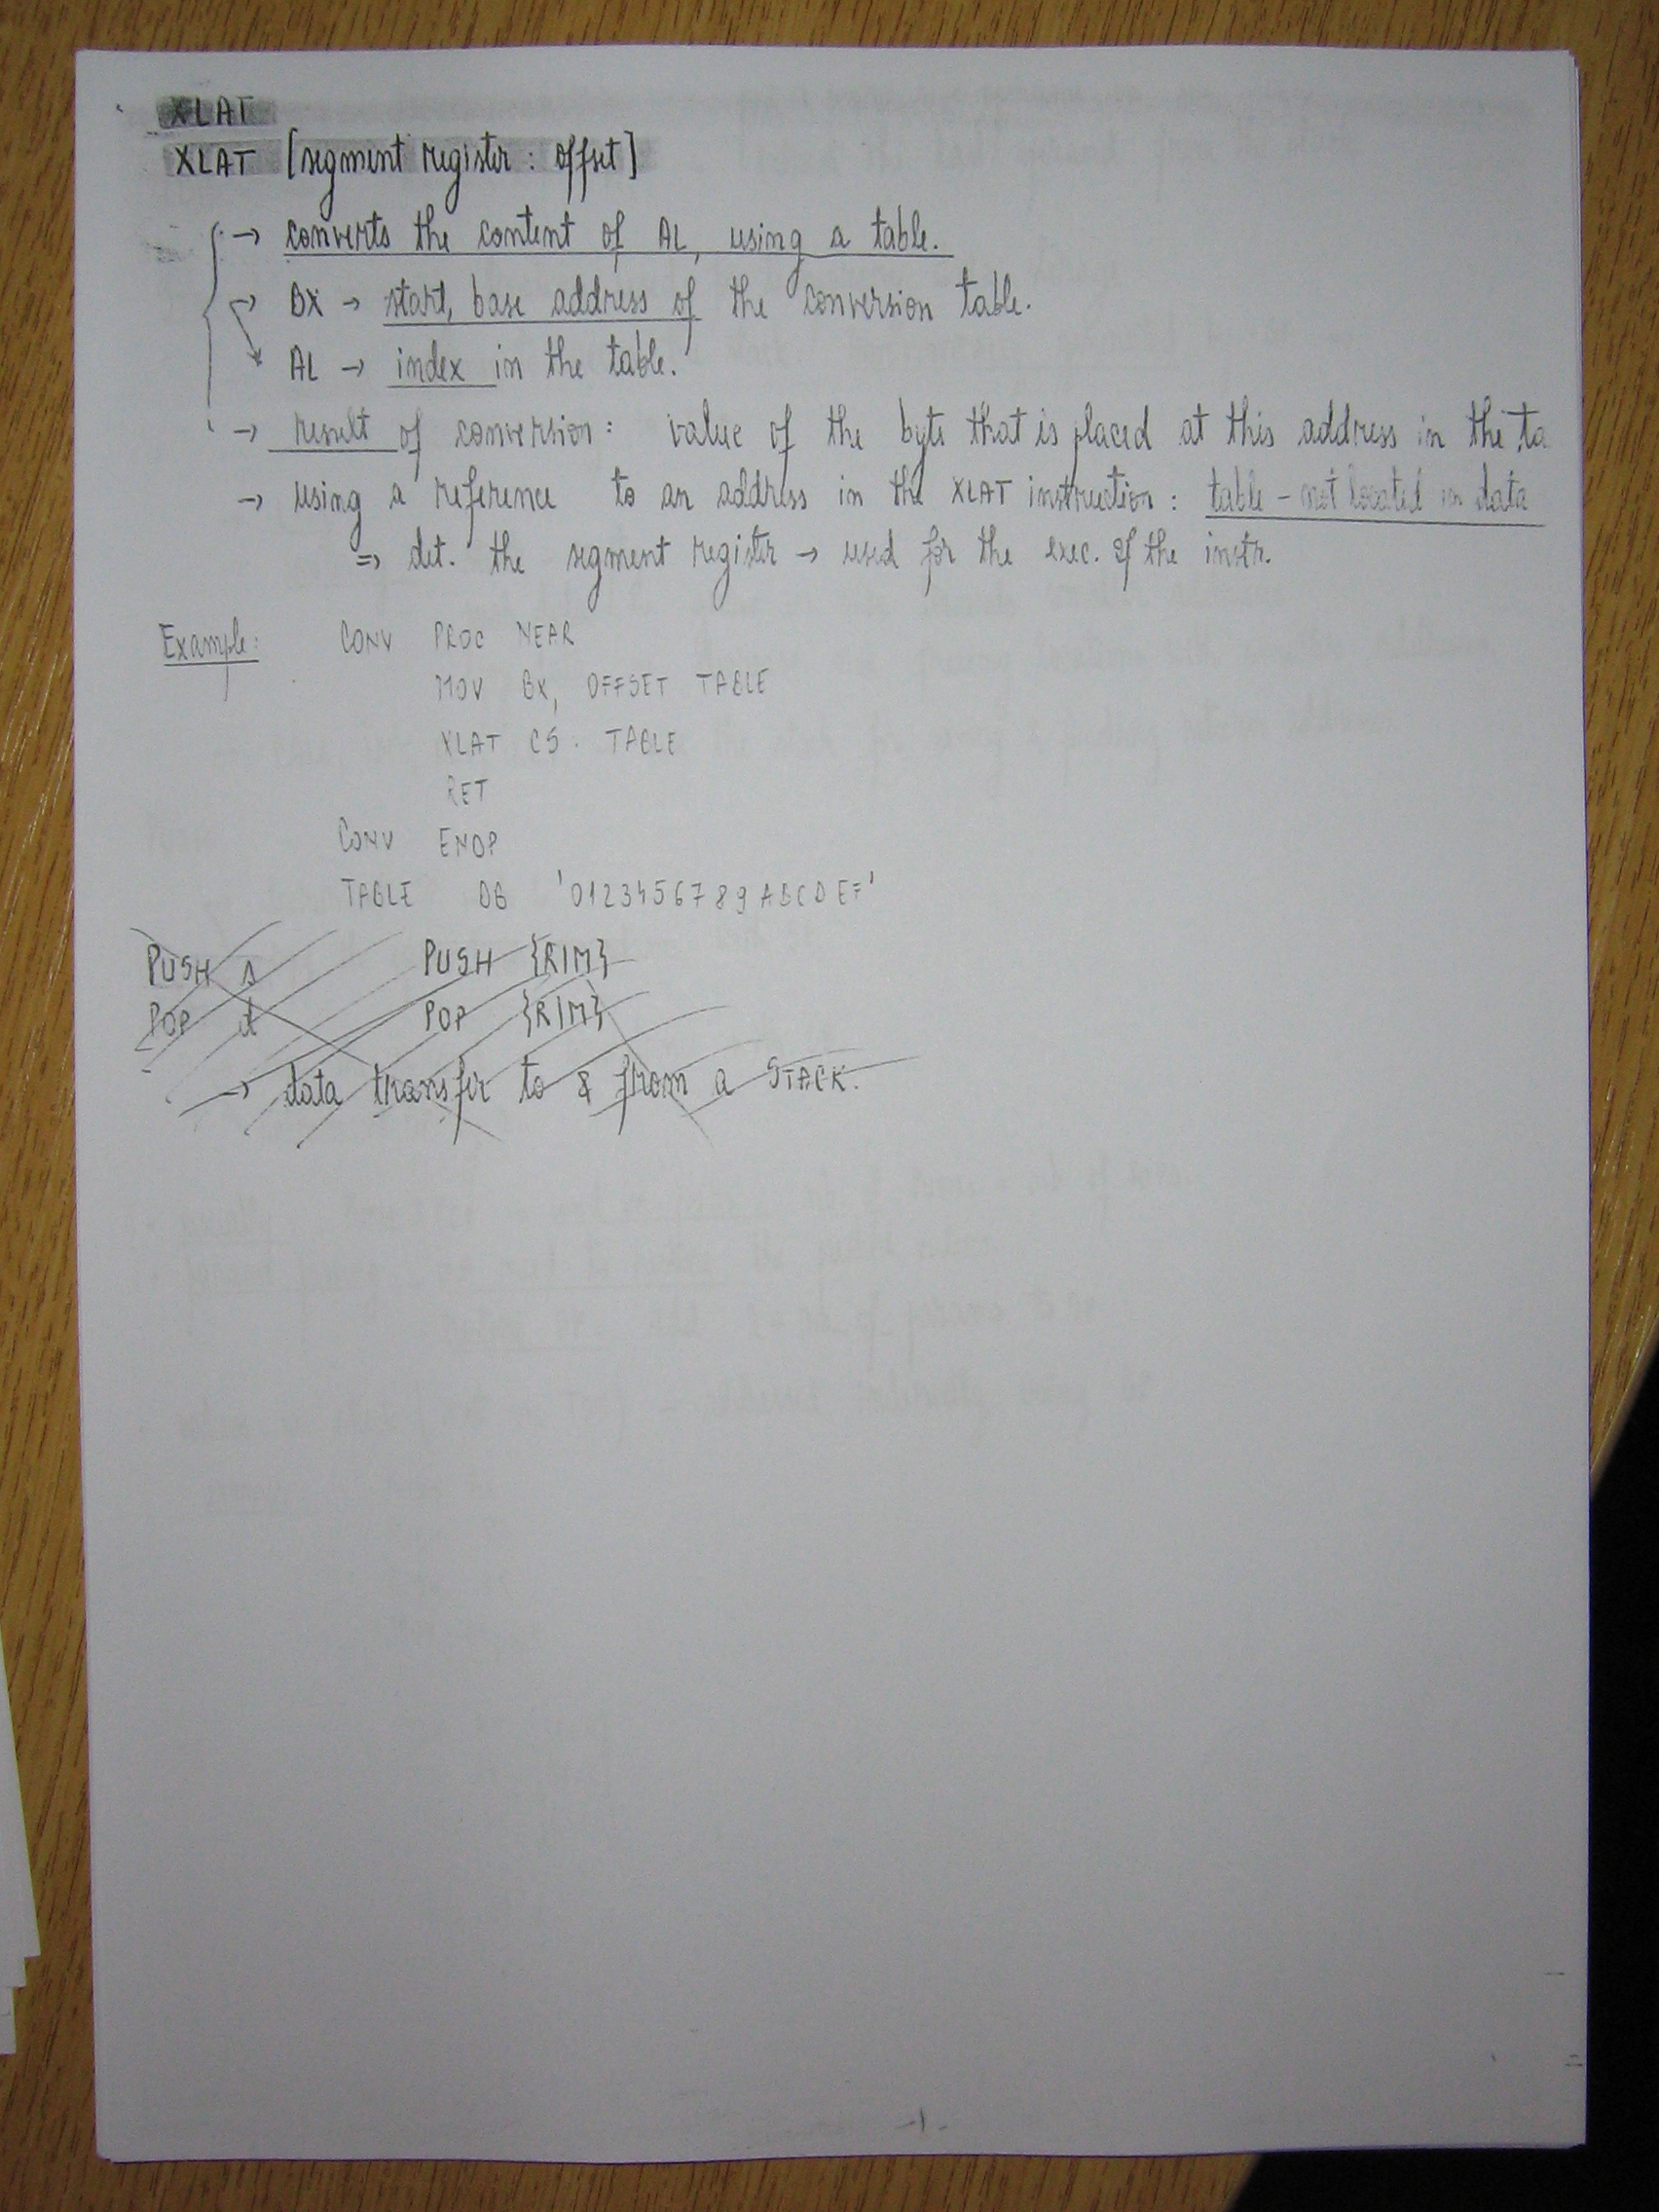 XLAT
XLAT [segment register : offset]
→ converts the content of AL, using a table.
→ BX → start, base address of the conversion table.
AL → index in the table.
→ result of conversion: value of the byte that is placed at this address in the ta
→ using a reference to an address in the XLAT instruction : table - not located in data
=> det. the segment register → used for the exec. of the instr.
Example: CONV PROC NEAR
MOV BX, OFFSET TABLE
XLAT CS : TABLE
RET
CONV ENDP
TABLE DB '0123456789ABCDEF'
PUSH s PUSH {R|M}
POP d POP {R|M}
→ data transfer to & from a STACK.
-1-